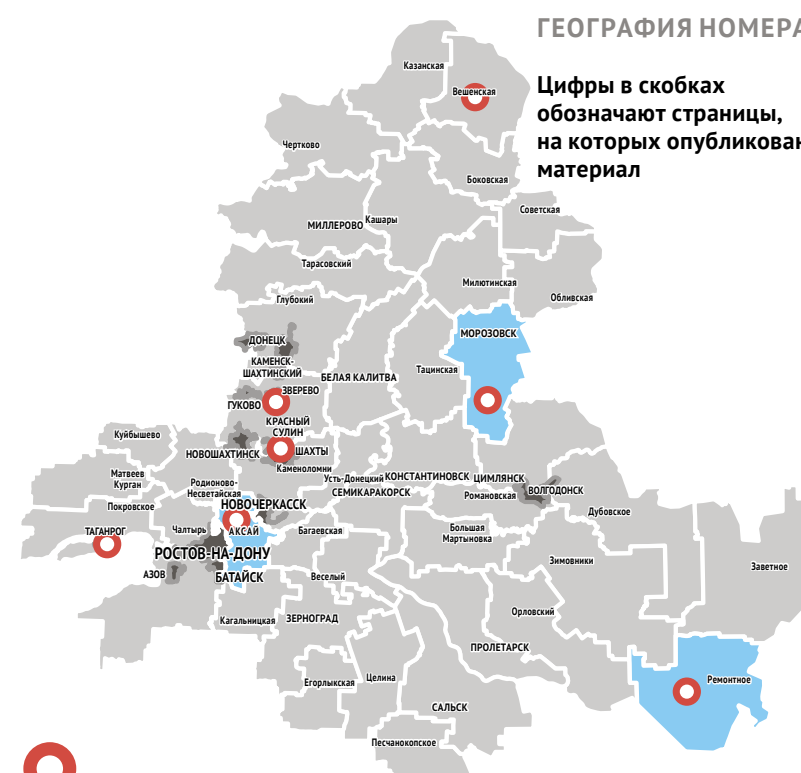 ГЕОГРАФИЯ НОМЕРА
Цифры в скобках
обозначают страницы,
на которых опубликован
материал
Казанская
Вешенская
Чертково
Боковская
Советская
МИЛЛЕРОВО
Кашары
Тарасовский
Милютинская
Обливская
Глубокий
МОРОЗОВСК
ДОНЕЦК
КАМЕНСК-
ШАХТИНСКИЙ
Тацинская
БЕЛАЯ КАЛИТВА
ЗВЕРЕВО
ГУКОВО
КРАСНЫЙ
СУЛИН
Куйбышево
НОВОШАХТИНСК
ШАХТЫ
Каменоломни
Матвеев
Курган
Родионово-
Несветайская
Усть-Донецкий
КОНСТАНТИНОВСК
ЦИМЛЯНСК
СЕМИКАРАКОРСК
Романовская
ВОЛГОДОНСК
Покровское
НОВОЧЕРКАССК
Дубовское
ТАГАНРОГ
Чалтырь
АКСАЙ
Багаевская
Большая
Мартыновка
РОСТОВ-НА-ДОНУ
Зимовники
Заветное
АЗОВ
БАТАЙСК
Веселый
Кагальницкая
ЗЕРНОГРАД
Орловский
ПРОЛЕТАРСК
Егорлыкская
Целина
Ремонтное
САЛЬСК
Песчанокопское